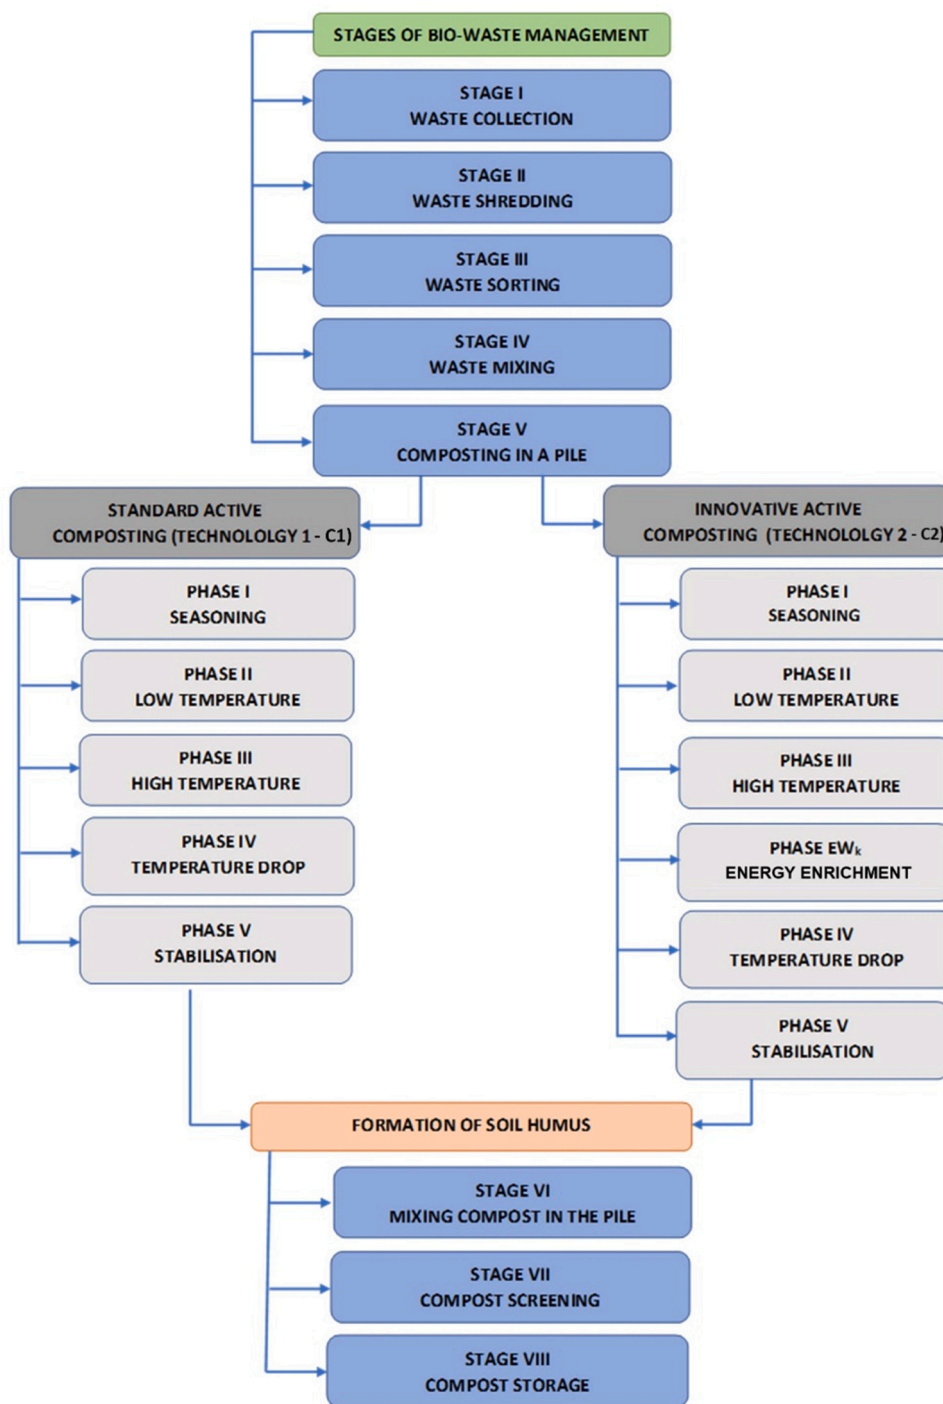 STAGES OF BIO-WASTE MANAGEMENT
STAGE I
WASTE COLLECTION
STAGE II
WASTE SHREDDING
STAGE III
WASTE SORTING
STAGE IV
WASTE MIXING
STAGE V
COMPOSTING IN A PILE
STANDARD ACTIVE
COMPOSTING (TECHNOLOLGY 1 - C1)
PHASE I
SEASONING
PHASE II
LOW TEMPERATURE
PHASE III
HIGH TEMPERATURE
PHASE IV
TEMPERATURE DROP
PHASE V
STABILISATION
INNOVATIVE ACTIVE
COMPOSTING (TECHNOLOLGY 2 - C2)
PHASE I
SEASONING
PHASE II
LOW TEMPERATURE
PHASE III
HIGH TEMPERATURE
PHASE EWₖ
ENERGY ENRICHMENT
PHASE IV
TEMPERATURE DROP
PHASE V
STABILISATION
FORMATION OF SOIL HUMUS
STAGE VI
MIXING COMPOST IN THE PILE
STAGE VII
COMPOST SCREENING
STAGE VIII
COMPOST STORAGE